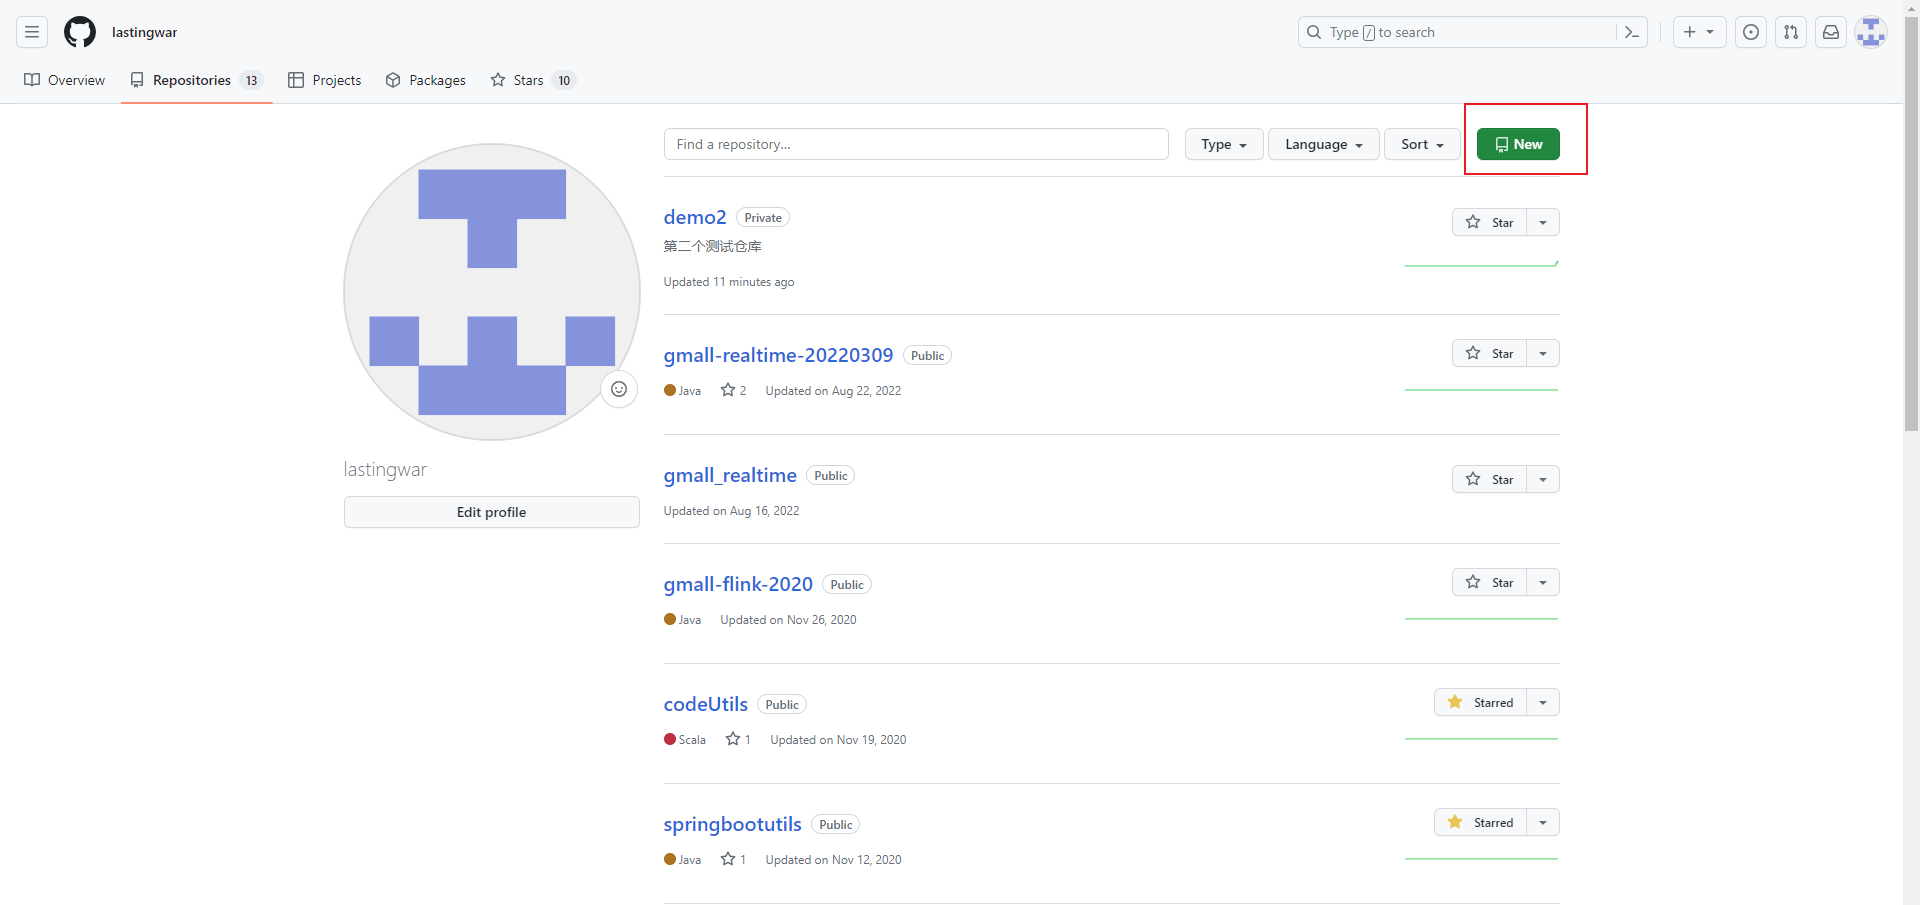 lastingwar
Type / to search
Overview
Repositories 13
Projects
Packages
Stars 10
Find a repository...
Type
Language
Sort
New
demo2 Private
Star
第二个测试仓库
Updated 11 minutes ago
gmall-realtime-20220309 Public
Star
Java 2 Updated on Aug 22, 2022
lastingwar
Edit profile
gmall_realtime Public
Star
Updated on Aug 16, 2022
gmall-flink-2020 Public
Star
Java Updated on Nov 26, 2020
codeUtils Public
Starred
Scala 1 Updated on Nov 19, 2020
springbootutils Public
Starred
Java 1 Updated on Nov 12, 2020